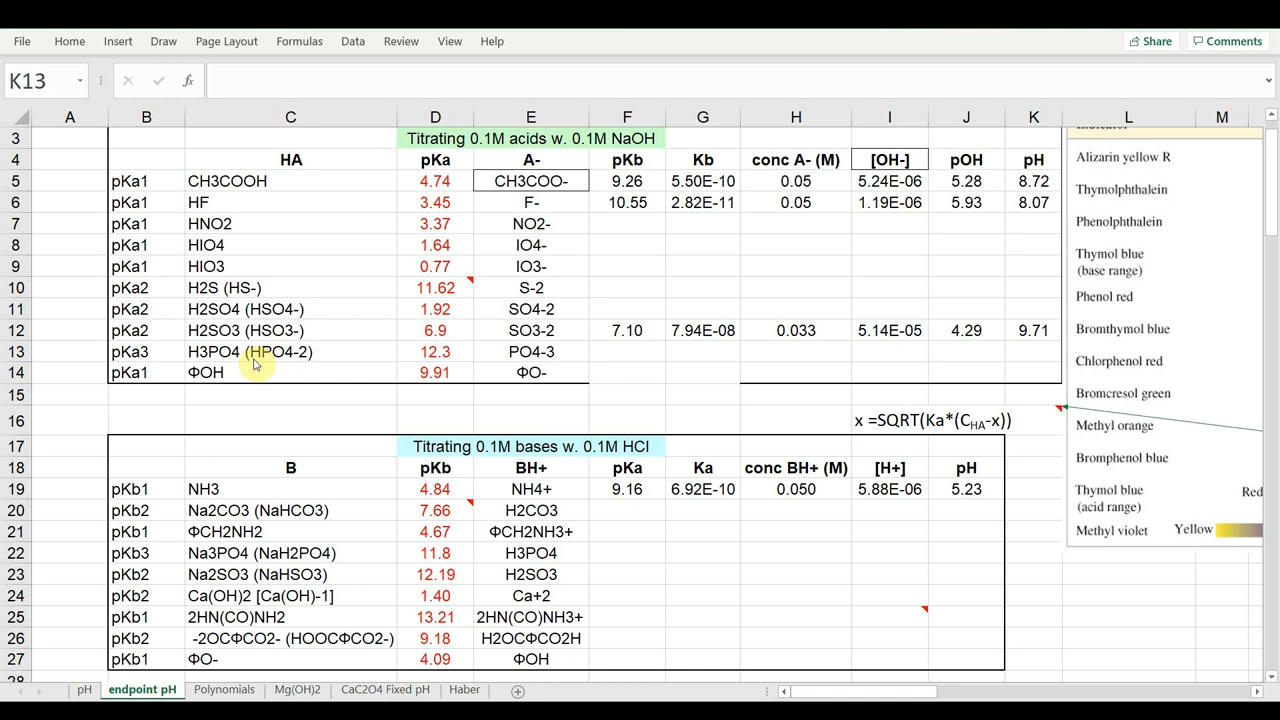 File Home Insert Draw Page Layout Formulas Data Review View Help Share Comments
K13 fx
A B C D E F G H I J K L M
3 Titrating 0.1M acids w. 0.1M NaOH
4 HA pKa A- pKb Kb conc A- (M) [OH-] pOH pH
5 pKa1 CH3COOH 4.74 CH3COO- 9.26 5.50E-10 0.05 5.24E-06 5.28 8.72
6 pKa1 HF 3.45 F- 10.55 2.82E-11 0.05 1.19E-06 5.93 8.07
7 pKa1 HNO2 3.37 NO2-
8 pKa1 HIO4 1.64 IO4-
9 pKa1 HIO3 0.77 IO3-
10 pKa2 H2S (HS-) 11.62 S-2
11 pKa2 H2SO4 (HSO4-) 1.92 SO4-2
12 pKa2 H2SO3 (HSO3-) 6.9 SO3-2 7.10 7.94E-08 0.033 5.14E-05 4.29 9.71
13 pKa3 H3PO4 (HPO4-2) 12.3 PO4-3
14 pKa1 ΦOH 9.91 ΦO-
15
16 x =SQRT(Ka*(CHA-x))
17 Titrating 0.1M bases w. 0.1M HCl
18 B pKb BH+ pKa Ka conc BH+ (M) [H+] pH
19 pKb1 NH3 4.84 NH4+ 9.16 6.92E-10 0.050 5.88E-06 5.23
20 pKb2 Na2CO3 (NaHCO3) 7.66 H2CO3
21 pKb1 ΦCH2NH2 4.67 ΦCH2NH3+
22 pKb3 Na3PO4 (NaH2PO4) 11.8 H3PO4
23 pKb2 Na2SO3 (NaHSO3) 12.19 H2SO3
24 pKb2 Ca(OH)2 [Ca(OH)-1] 1.40 Ca+2
25 pKb1 2HN(CO)NH2 13.21 2HN(CO)NH3+
26 pKb2 -2OCΦCO2- (HOOCΦCO2-) 9.18 H2OCΦCO2H
27 pKb1 ΦO- 4.09 ΦOH
28
Indicator
Alizarin yellow R
Thymolphthalein
Phenolphthalein
Thymol blue
(base range)
Phenol red
Bromthymol blue
Chlorphenol red
Bromcresol green
Methyl orange
Bromphenol blue
Thymol blue
(acid range) Red
Methyl violet Yellow
pH endpoint pH Polynomials Mg(OH)2 CaC2O4 Fixed pH Haber